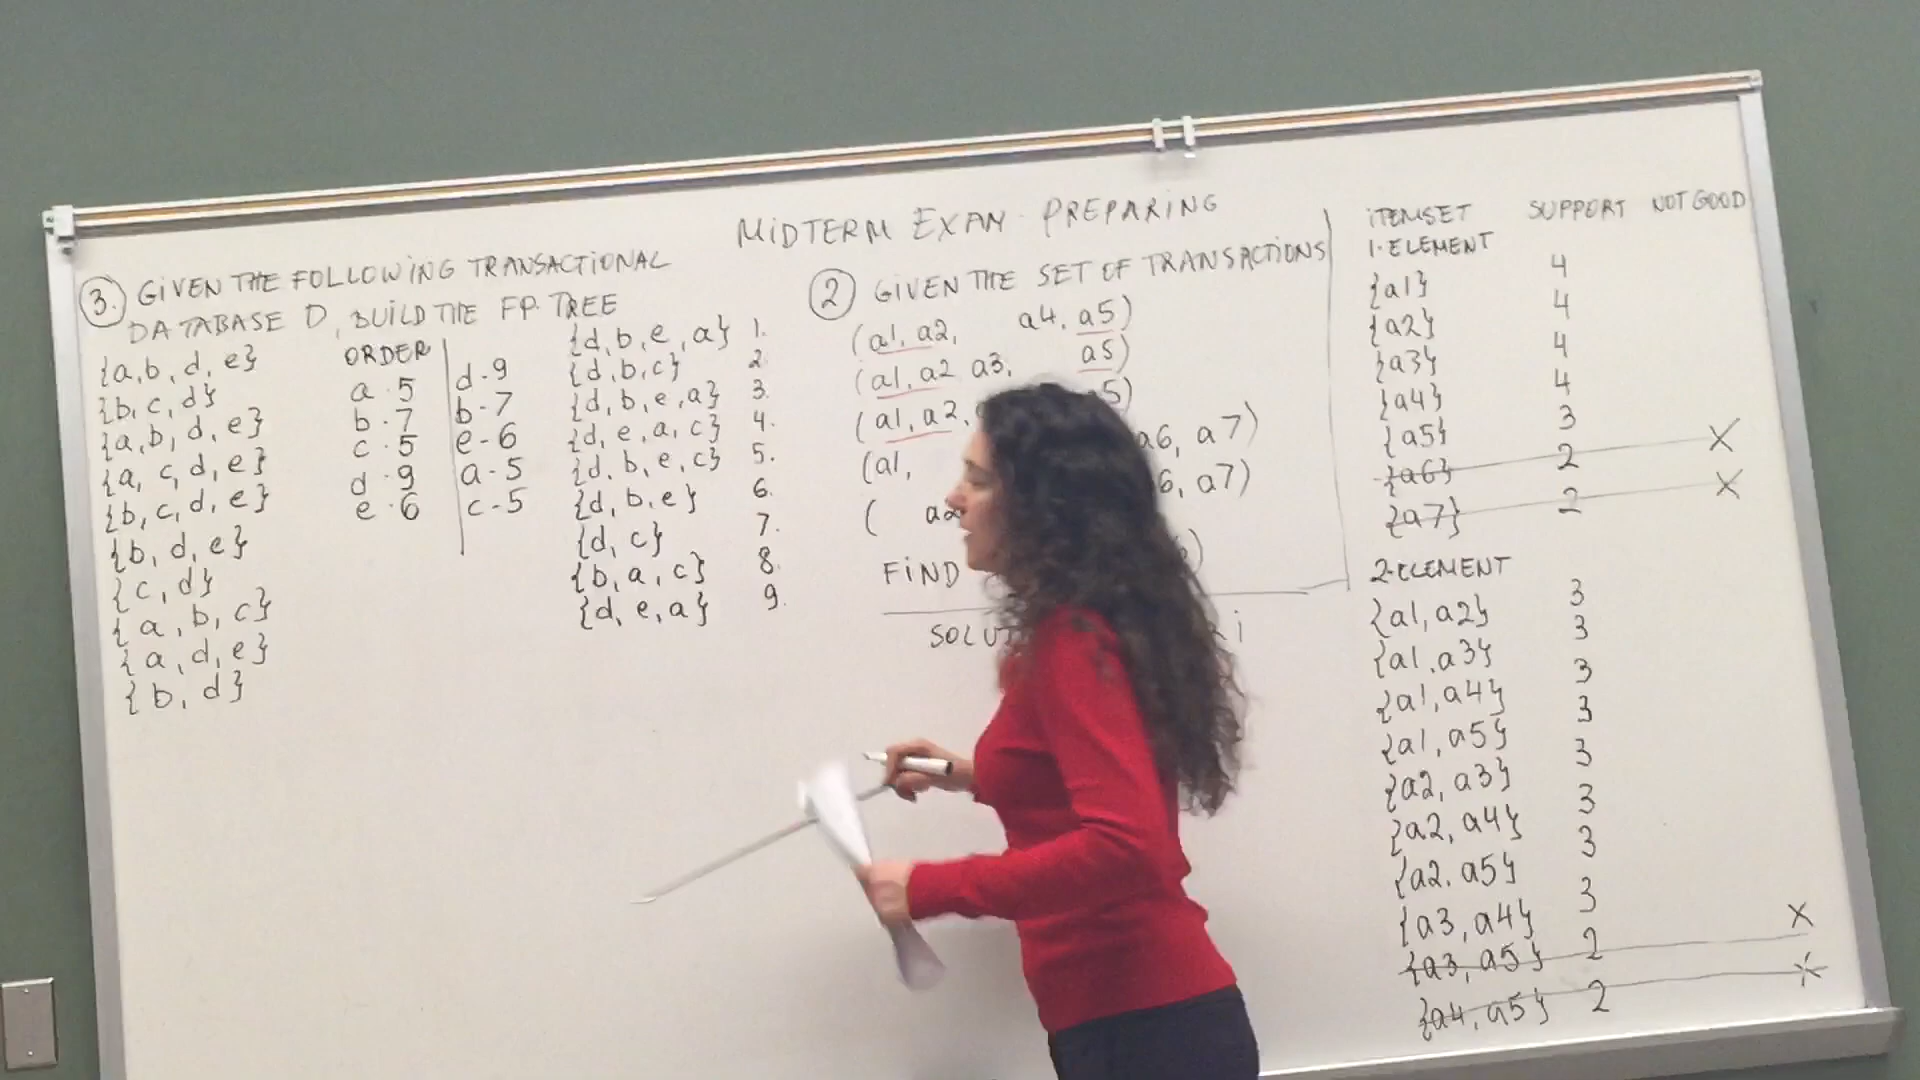 MIDTERM EXAM PREPARING
3. GIVEN THE FOLLOWING TRANSACTIONAL
DATABASE D, BUILD THE FP. TREE
{a,b,d,e}
{b,c,d}
{a,b,d,e}
{a,c,d,e}
{b,c,d,e}
{b,d,e}
{c,d}
{a,b,c}
{a,d,e}
{b,d}
ORDER
a.5
b.7
c.5
d.9
e.6
d.9
b-7
e-6
a-5
c-5
{d,b,e,a} 1.
{d,b,c} 2.
{d,b,e,a} 3.
{d,e,a,c} 4.
{d,b,e,c} 5.
{d,b,e} 6.
{d,c} 7.
{b,a,c} 8.
{d,e,a} 9.
2 GIVEN THE SET OF TRANSACTIONS
(a1, a2, a4, a5)
(a1, a2 a3, a5)
(a1, a2, 5)
(a1, a6, a7)
( a2 6, a7)
FIND
ITEMSET SUPPORT NOT GOOD
1-ELEMENT
{a1} 4
{a2} 4
{a3} 4
{a4} 4
{a5} 3
{a6} 2 X
{a7} 2 X
2-ELEMENT
{a1, a2} 3
{a1, a3} 3
{a1, a4} 3
{a1, a5} 3
{a2, a3} 3
{a2, a4} 3
{a2. a5} 3
{a3, a4} 3
{a3, a5} 2 X
{a4, a5} 2 X